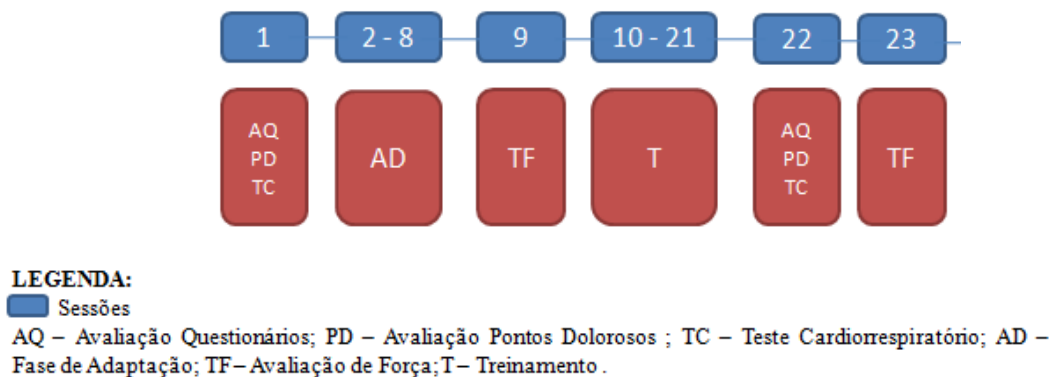 1 2 - 8 9 10 - 21 22 23
AQ
PD
TC
AD
TF
T
AQ
PD
TC
TF
LEGENDA:
Sessões
AQ – Avaliação Questionários; PD – Avaliação Pontos Dolorosos ; TC – Teste Cardiorrespiratório; AD –
Fase de Adaptação; TF – Avaliação de Força; T – Treinamento .